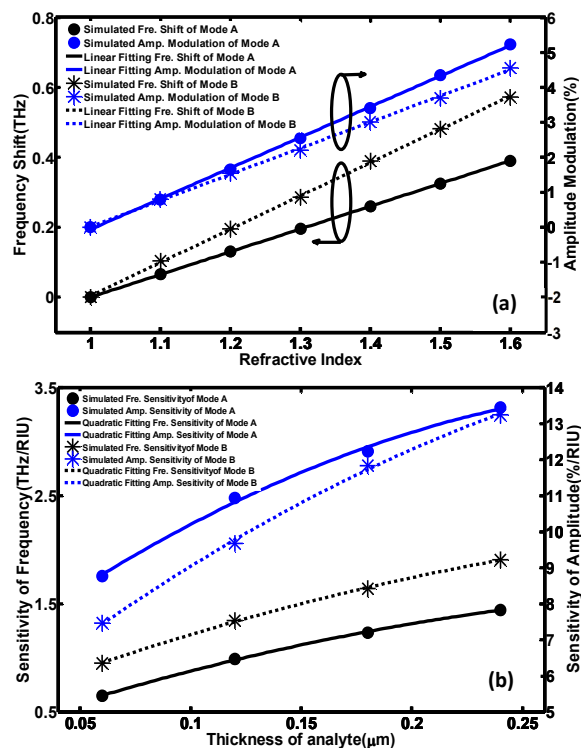 Simulated Fre. Shift of Mode A
Simulated Amp. Modulation of Mode A
Linear Fitting Fre. Shift of Mode A
Linear Fitting Amp. Modulation of Mode A
Simulated Fre. Shift of Mode B
Simulated Amp. Modulation of Mode B
Linear Fitting Fre. Shift of Mode B
Linear Fitting Amp. Modulation of Mode B
0.8
0.6
0.4
0.2
0
Frequency Shift(THz)
6
5
4
3
2
1
0
-1
-2
-3
Amplitude Modulation(%)
(a)
1 1.1 1.2 1.3 1.4 1.5 1.6
Refractive Index
Simulated Fre. Sensitivity of Mode A
Simulated Amp. Sensitivity of Mode A
Quadratic Fitting Fre. Sensitivity of Mode A
Quadratic Fitting Amp. Sesitivity of Mode A
Simulated Fre. Sensitivityof Mode B
Simulated Amp. Sensitivity of Mode B
Quadratic Fitting Fre. Sensitivityof Mode B
Quadratic Fitting Amp. Sesitivity of Mode B
3.5
2.5
1.5
0.5
Sensitivity of Frequency(THz/RIU)
14
13
12
11
10
9
8
7
6
5
Sensitivity of Amplitude(%/RIU)
(b)
0.05 0.1 0.15 0.2 0.25
Thickness of analyte(μm)